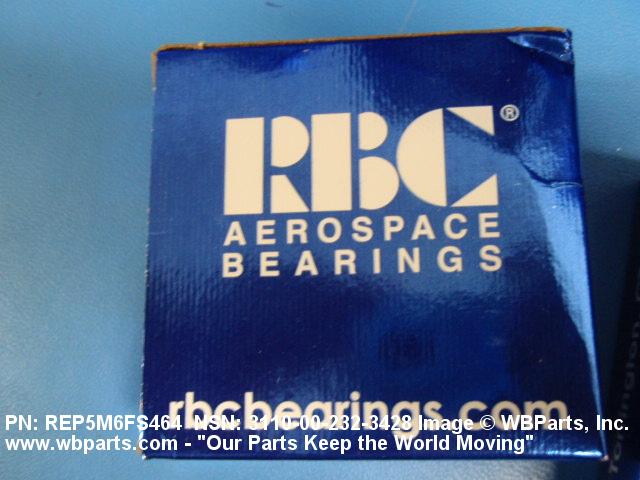 RBC®
AEROSPACE
BEARINGS
rbcbearings.com
PN: REP5M6FS464 NSN: 3110-00-232-3428 Image © WBParts, Inc.
www.wbparts.com - "Our Parts Keep the World Moving"
Torrington